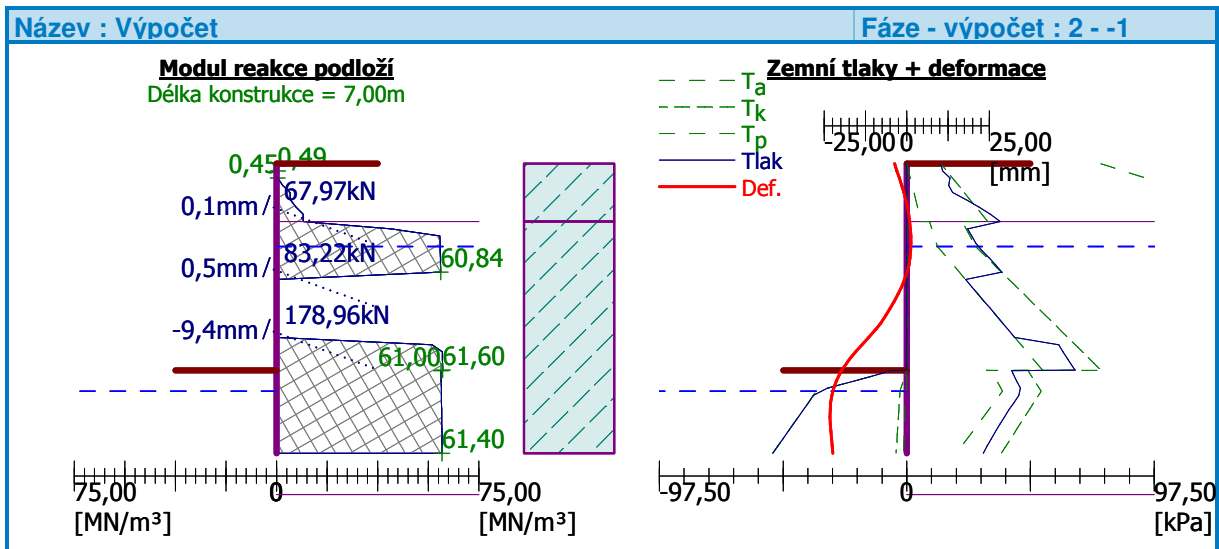 Název : Výpočet
Fáze - výpočet : 2 - -1
Modul reakce podloží
Délka konstrukce = 7,00m
0,45
0,49
67,97kN
0,1mm
83,22kN
60,84
0,5mm
178,96kN
-9,4mm
61,00
61,60
61,40
75,00
0
75,00
[MN/m³]
[MN/m³]
Zemní tlaky + deformace
Ta
Tk
Tp
Tlak
Def.
-25,00
0
25,00
[mm]
-97,50
0
97,50
[kPa]